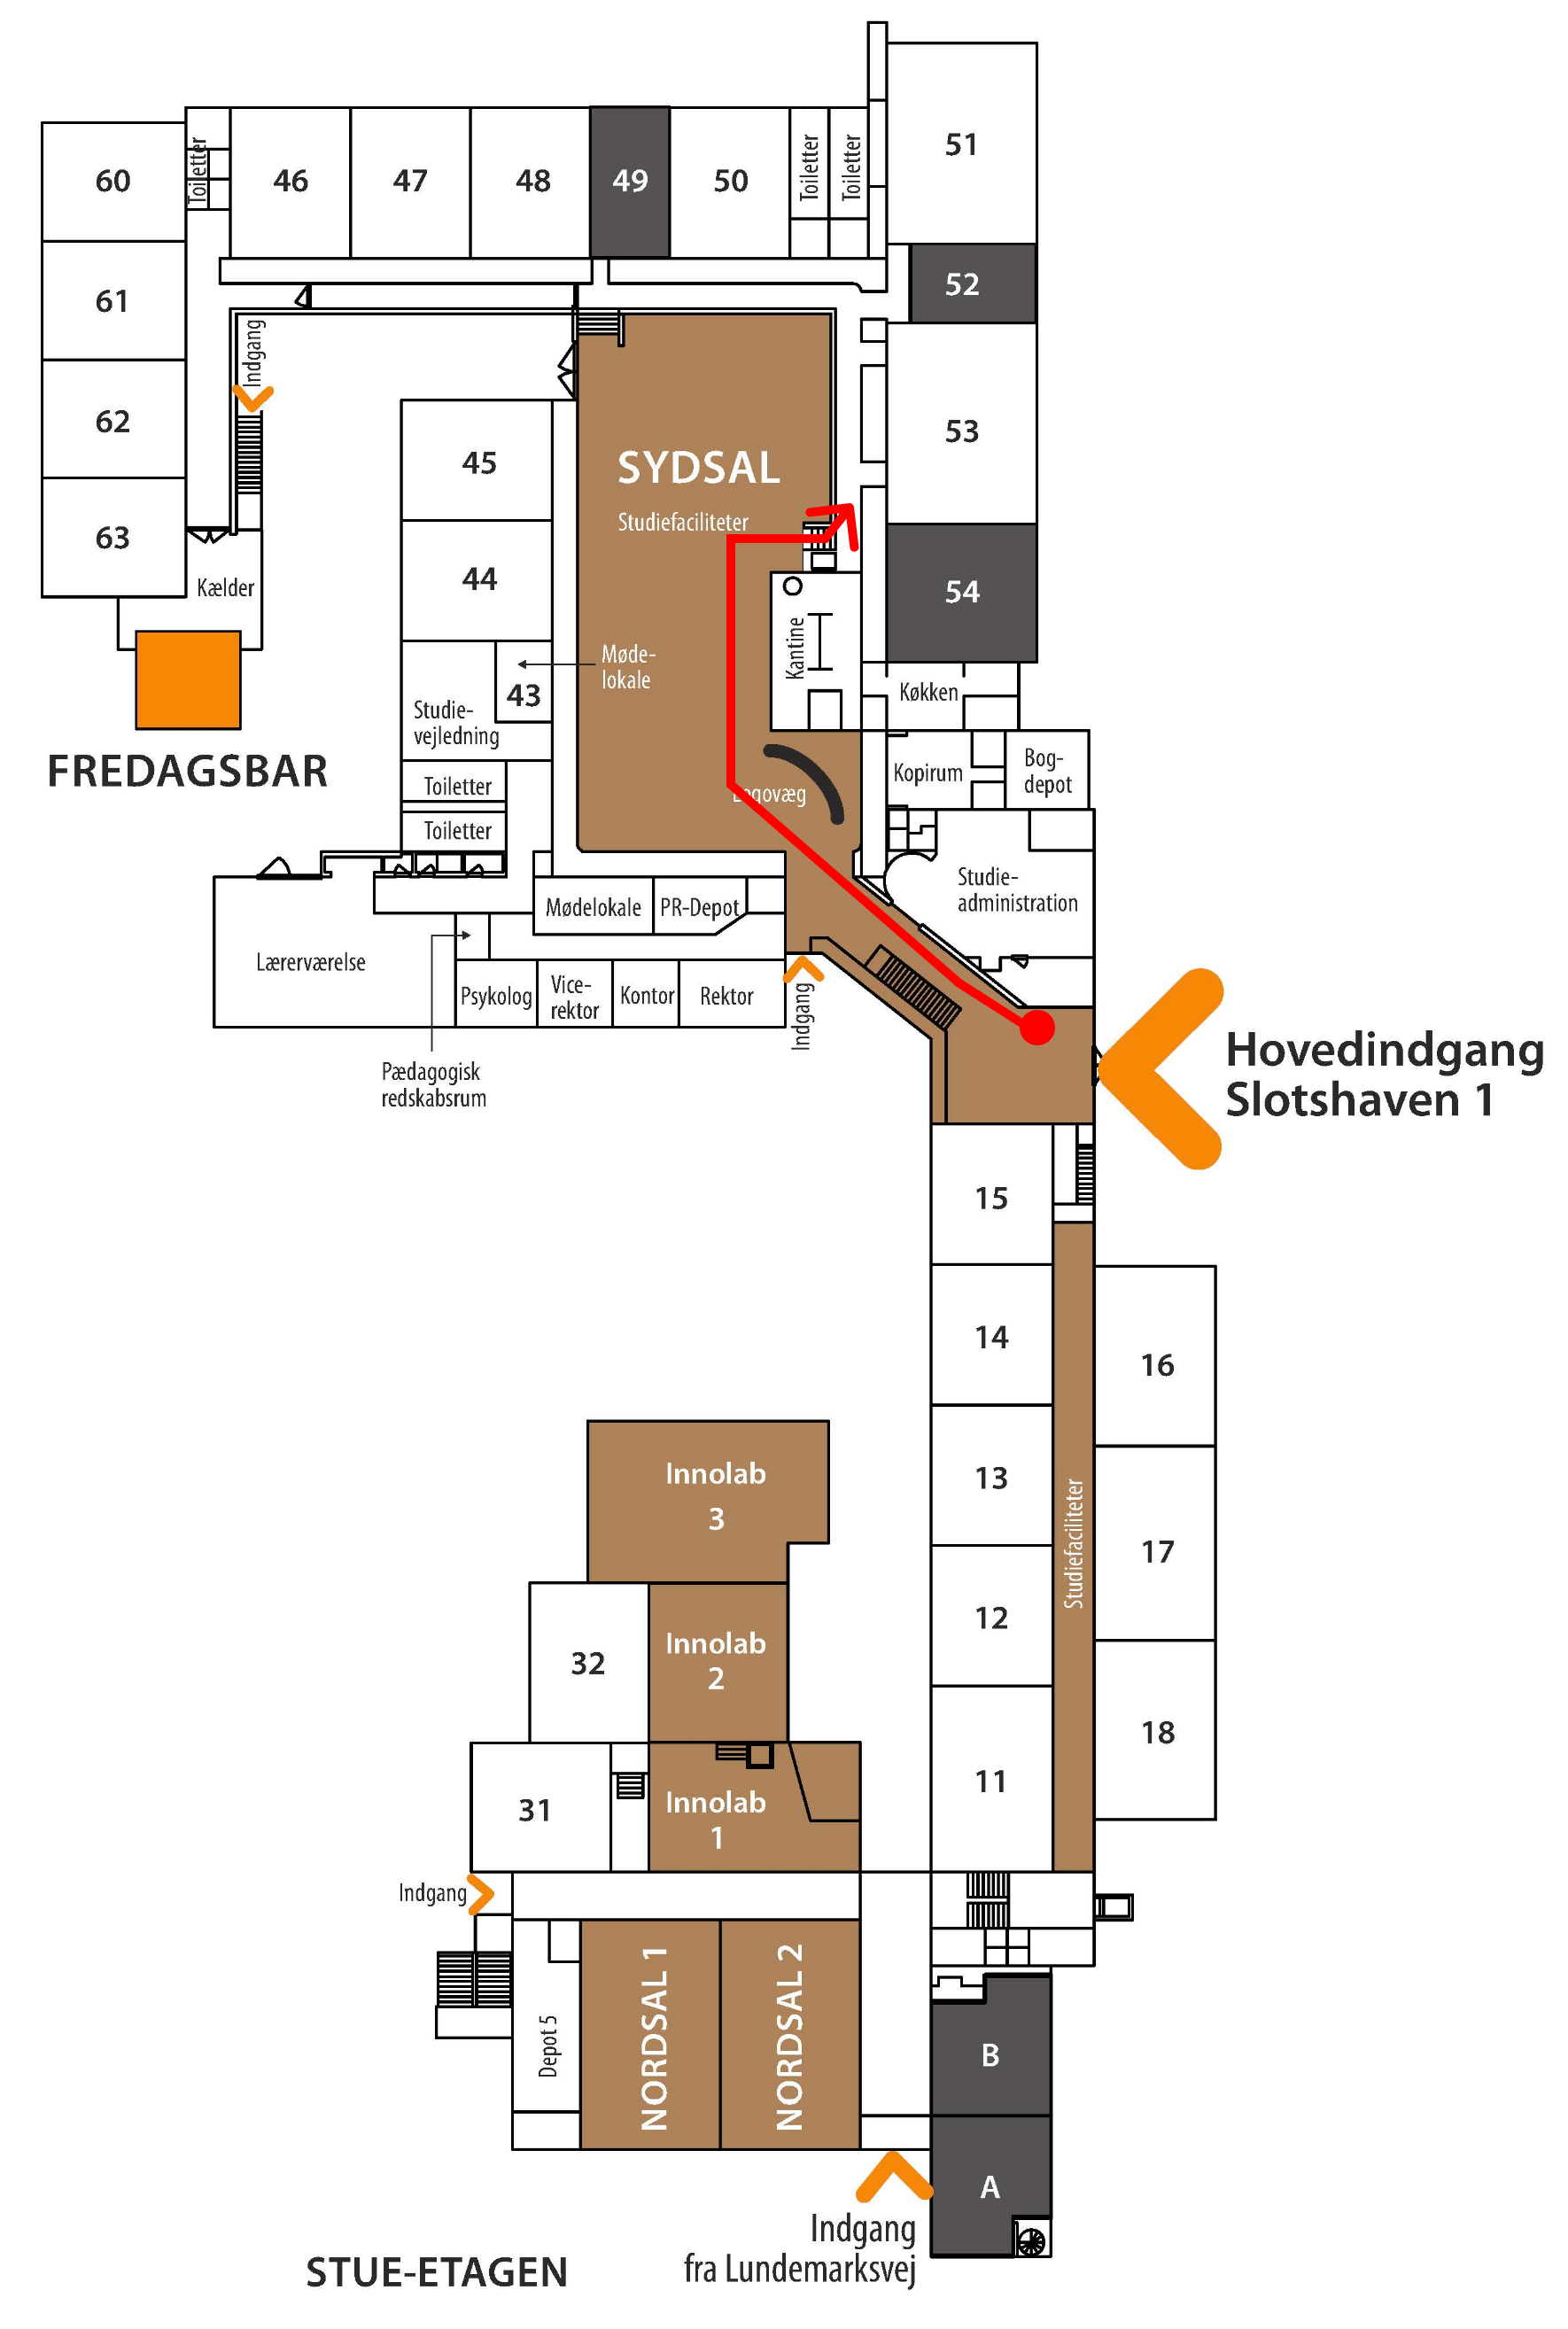 60
Toiletter
46
47
48
49
50
Toiletter
Toiletter
51
52
61
Indgang
62
45
SYDSAL
53
Studiefaciliteter
63
44
Kælder
54
Kantine
Møde-
lokale
43
Studie-
vejledning
Køkken
FREDAGSBAR
Toiletter
Toiletter
Legovæg
Kopirum
Bog-
depot
Studie-
administration
Mødelokale
PR-Depot
Lærerværelse
Psykolog
Vice-
rektor
Kontor
Rektor
Indgang
Pædagogisk
redskabsrum
Hovedindgang
Slotshaven 1
15
14
16
13
Innolab
3
Studiefaciliteter
17
12
32
Innolab
2
18
11
31
Innolab
1
Indgang
Depot 5
NORDSAL 1
NORDSAL 2
B
A
Indgang
fra Lundemarksvej
STUE-ETAGEN